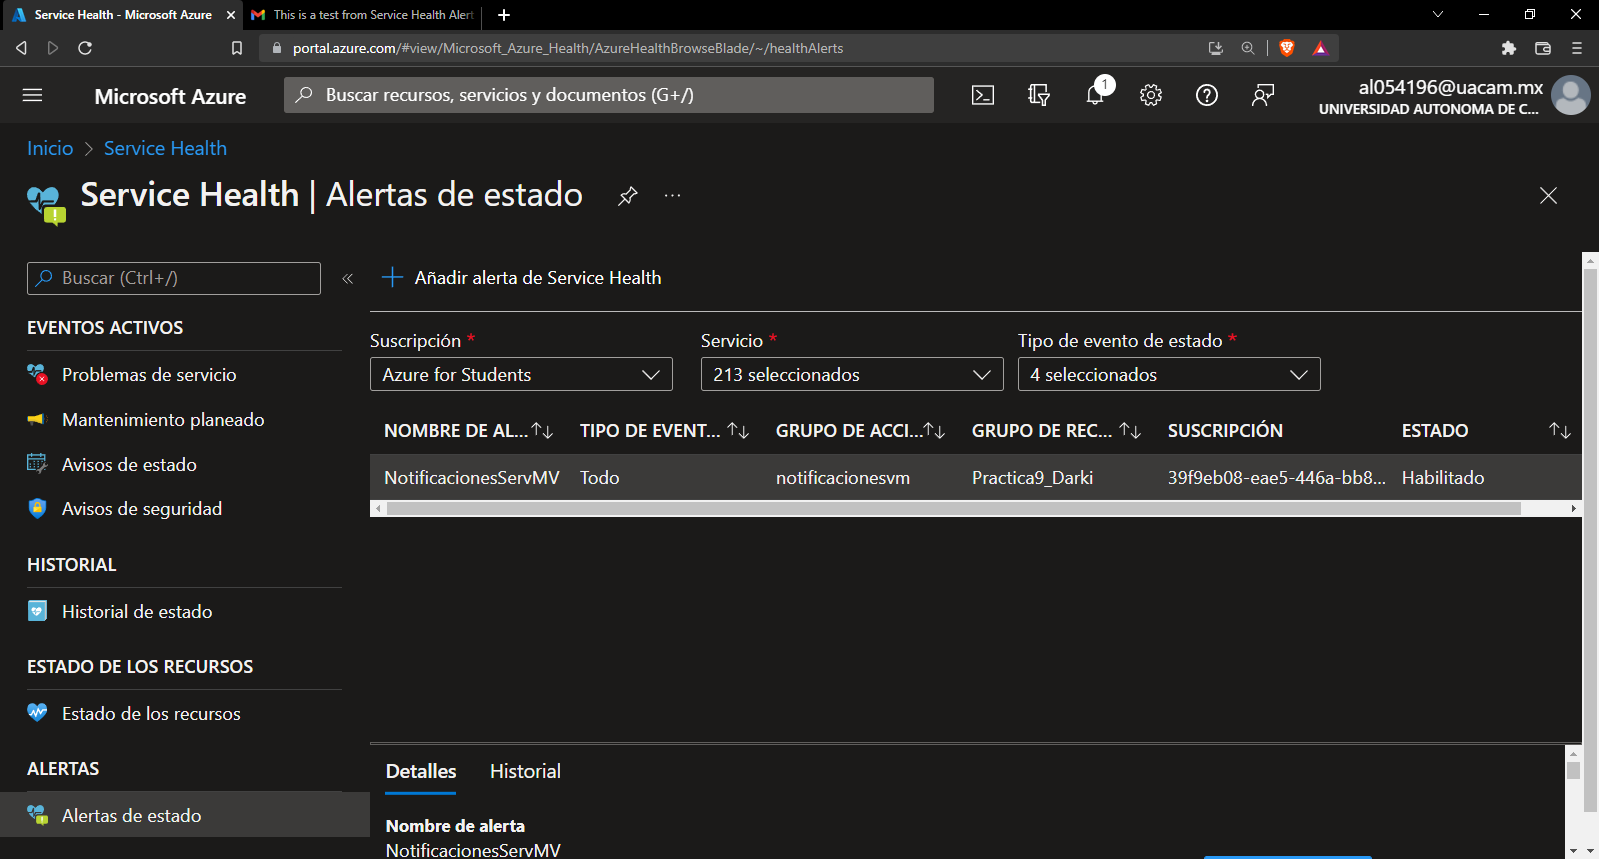 Service Health - Microsoft Azure
This is a test from Service Health Alert
portal.azure.com/#view/Microsoft_Azure_Health/AzureHealthBrowseBlade/~/healthAlerts
Microsoft Azure
Buscar recursos, servicios y documentos (G+/)
1
al054196@uacam.mx
UNIVERSIDAD AUTONOMA DE C...
Inicio > Service Health
Service Health | Alertas de estado
Buscar (Ctrl+/)
Añadir alerta de Service Health
EVENTOS ACTIVOS
Problemas de servicio
Mantenimiento planeado
Avisos de estado
Avisos de seguridad
HISTORIAL
Historial de estado
ESTADO DE LOS RECURSOS
Estado de los recursos
ALERTAS
Alertas de estado
Suscripción * Servicio * Tipo de evento de estado *
Azure for Students 213 seleccionados 4 seleccionados
NOMBRE DE AL... TIPO DE EVENT... GRUPO DE ACCI... GRUPO DE REC... SUSCRIPCIÓN ESTADO
NotificacionesServMV Todo notificacionesvm Practica9_Darki 39f9eb08-eae5-446a-bb8... Habilitado
Detalles Historial
Nombre de alerta
NotificacionesServMV